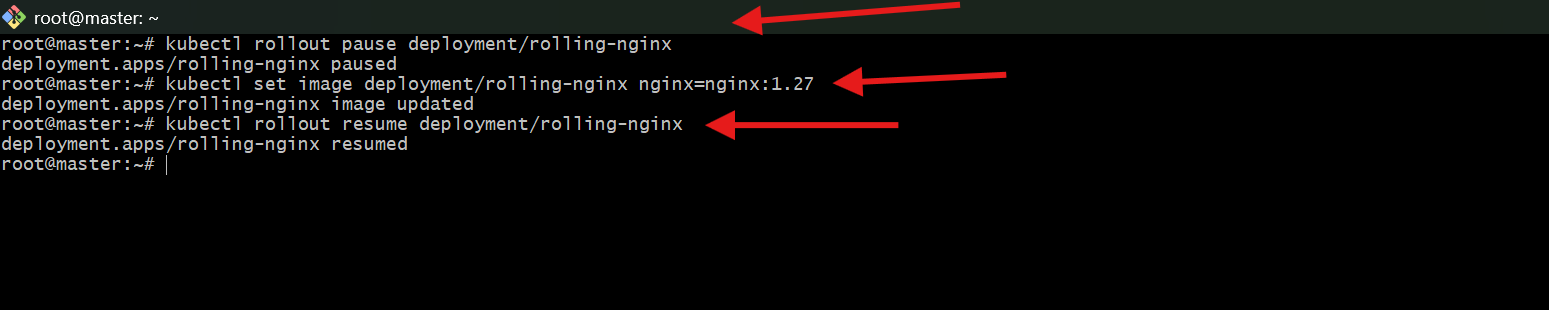 root@master: ~
root@master:~# kubectl rollout pause deployment/rolling-nginx
deployment.apps/rolling-nginx paused
root@master:~# kubectl set image deployment/rolling-nginx nginx=nginx:1.27
deployment.apps/rolling-nginx image updated
root@master:~# kubectl rollout resume deployment/rolling-nginx
deployment.apps/rolling-nginx resumed
root@master:~#